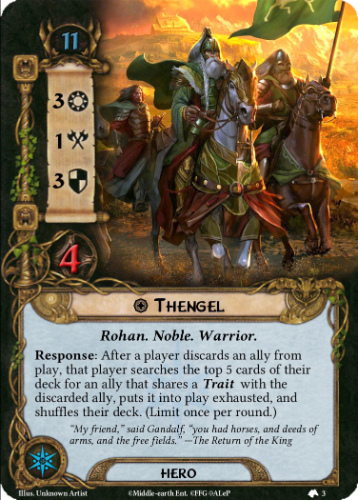 11
3
1
3
4
Thengel
Rohan. Noble. Warrior.
Response: After a player discards an ally from
play, that player searches the top 5 cards of their
deck for an ally that shares a Trait with the
discarded ally, puts it into play exhausted, and
shuffles their deck. (Limit once per round.)
"My friend," said Gandalf, "you had horses, and deeds of
arms, and the free fields." —The Return of the King
HERO
Illus. Unknown Artist ©Middle-earth Ent. ©FFG ©ALeP 3